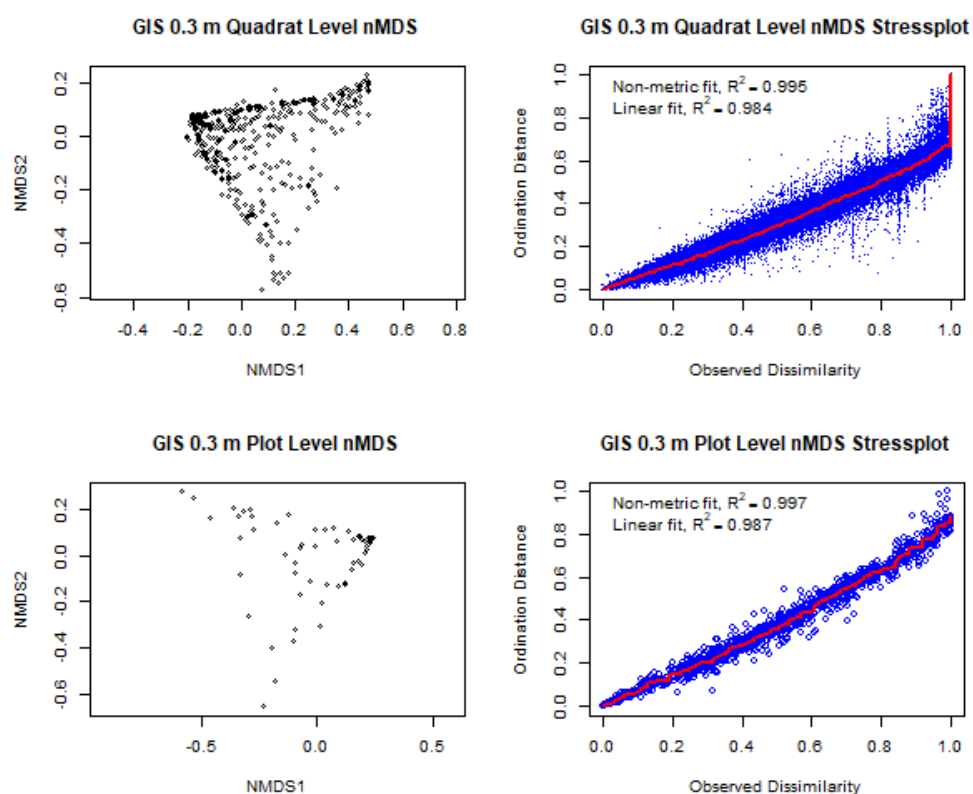 GIS 0.3 m Quadrat Level nMDS
NMDS2
0.2
0.0
-0.2
-0.4
-0.6
-0.4
-0.2
0.0
0.2
0.4
0.6
0.8
NMDS1
GIS 0.3 m Quadrat Level nMDS Stressplot
Non-metric fit, R² = 0.995
Linear fit, R² = 0.984
Ordination Distance
1.0
0.8
0.6
0.4
0.2
0.0
0.0
0.2
0.4
0.6
0.8
1.0
Observed Dissimilarity
GIS 0.3 m Plot Level nMDS
NMDS2
0.2
0.0
-0.2
-0.4
-0.6
-0.5
0.0
0.5
NMDS1
GIS 0.3 m Plot Level nMDS Stressplot
Non-metric fit, R² = 0.997
Linear fit, R² = 0.987
Ordination Distance
1.0
0.8
0.6
0.4
0.2
0.0
0.0
0.2
0.4
0.6
0.8
1.0
Observed Dissimilarity